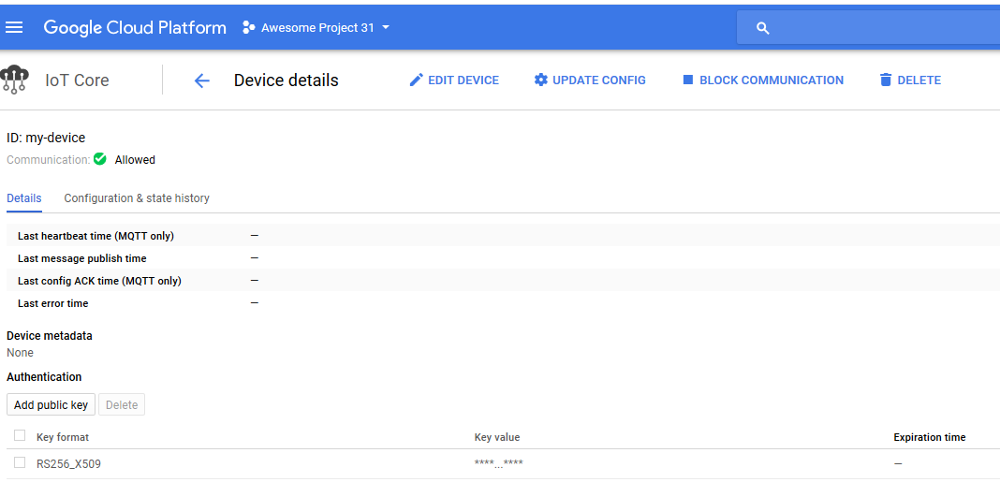 Google Cloud Platform Awesome Project 31
IoT Core Device details EDIT DEVICE UPDATE CONFIG BLOCK COMMUNICATION DELETE
ID: my-device
Communication: Allowed
Details Configuration & state history
Last heartbeat time (MQTT only) —
Last message publish time —
Last config ACK time (MQTT only) —
Last error time —
Device metadata
None
Authentication
Add public key Delete
Key format Key value Expiration time
RS256_X509 ****...**** —